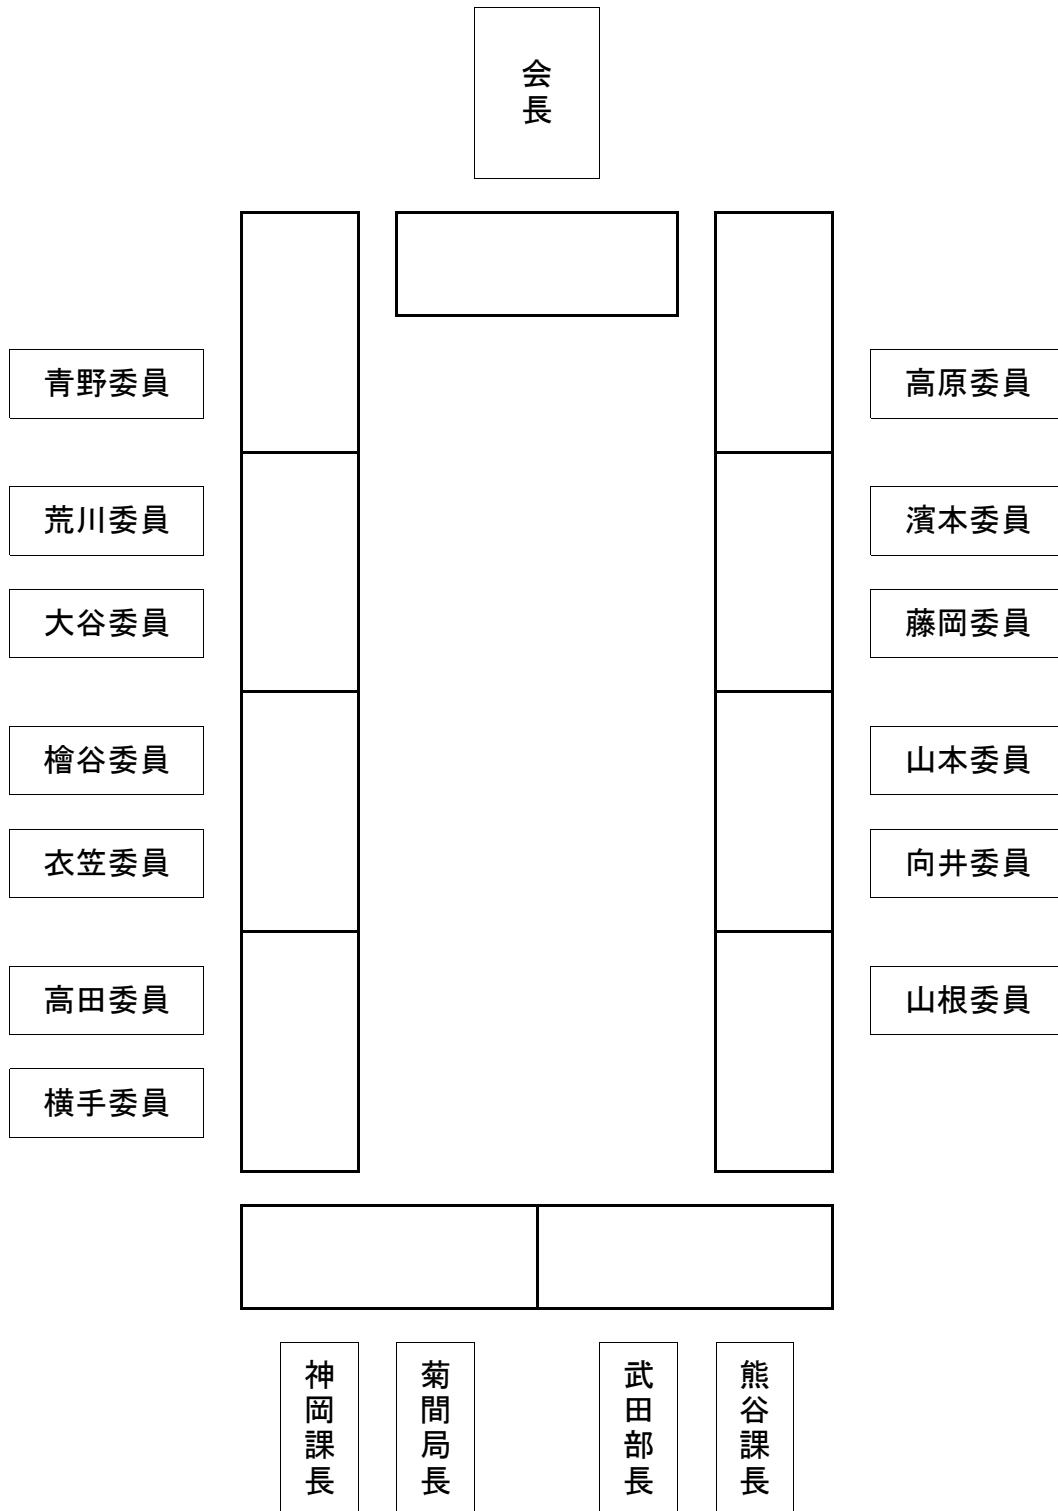 会長
青野委員
高原委員
荒川委員
濱本委員
大谷委員
藤岡委員
檜谷委員
山本委員
衣笠委員
向井委員
高田委員
山根委員
横手委員
神岡課長
菊間局長
武田部長
熊谷課長